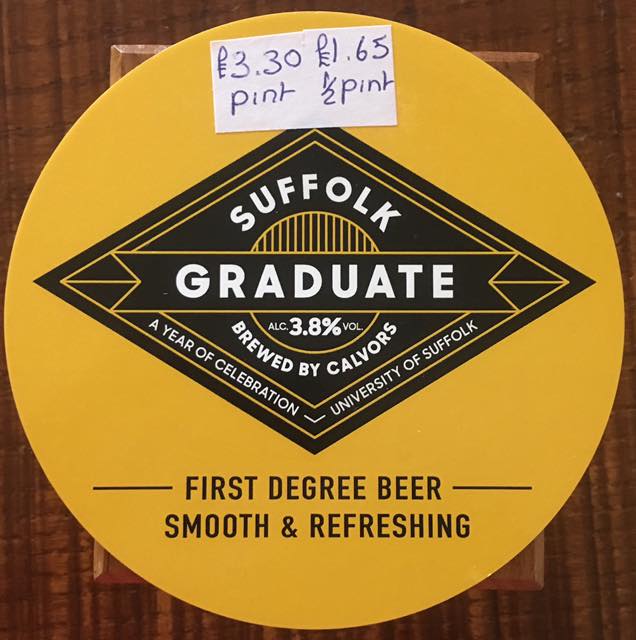 £3.30 £1.65
pint ½pint
SUFFOLK
GRADUATE
ALC. 3.8% VOL.
BREWED BY CALVORS
A YEAR OF CELEBRATION
UNIVERSITY OF SUFFOLK
FIRST DEGREE BEER
SMOOTH & REFRESHING